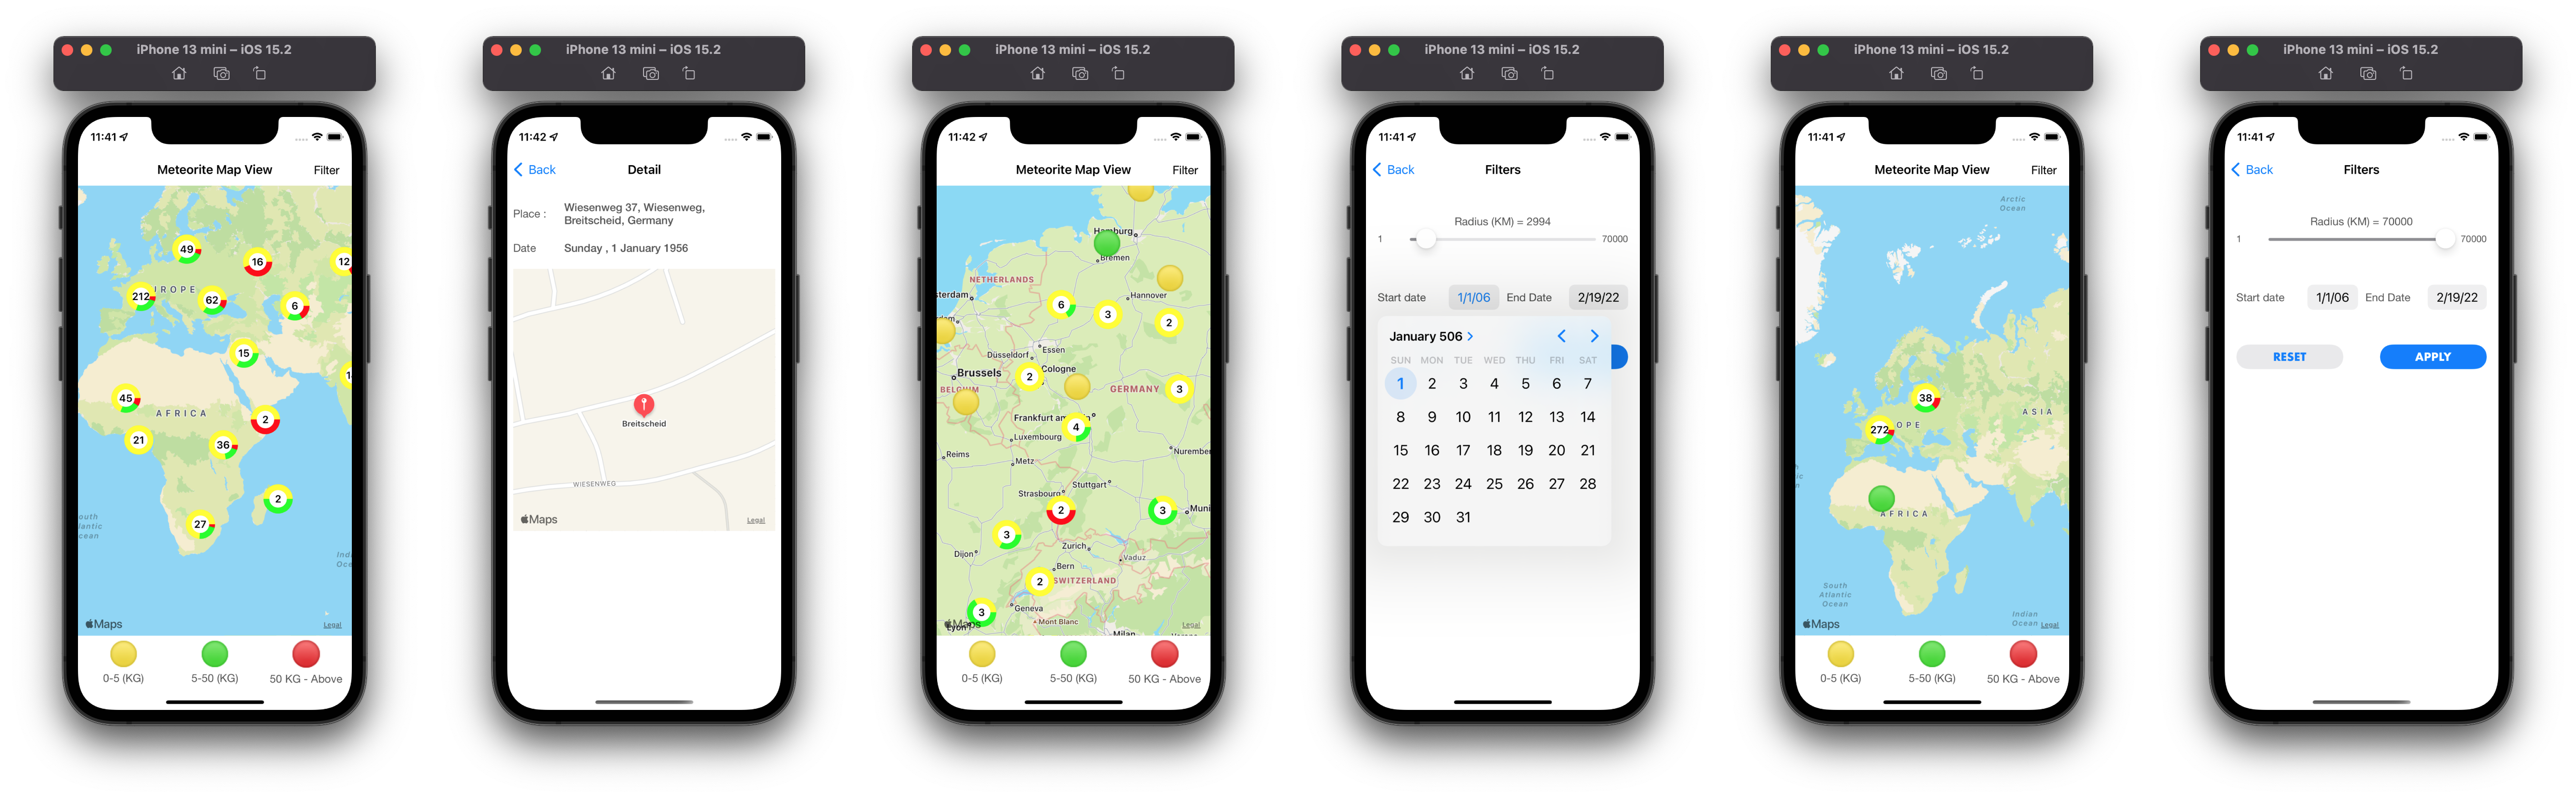 iPhone 13 mini – iOS 15.2
11:41
Meteorite Map View
Filter
49
16
12
212
ROPE
62
6
15
45
AFRICA
2
21
36
2
27
outh
lantic
cean
Indi
Oce
Maps
Legal
0-5 (KG)
5-50 (KG)
50 KG - Above
iPhone 13 mini – iOS 15.2
11:42
Back
Detail
Place :
Wiesenweg 37, Wiesenweg,
Breitscheid, Germany
Date
Sunday , 1 January 1956
Breitscheid
WIESENWEG
Maps
Legal
iPhone 13 mini – iOS 15.2
11:42
Meteorite Map View
Filter
Hamburg
Bremen
NETHERLANDS
sterdam
Hannover
6
3
2
dam
Essen
Düsseldorf
Cologne
2
Brussels
BELGIUM
GERMANY
3
Frankfurt am
4
Luxembourg
Reims
Metz
Nurember
Stuttgart
Strasbourg
2
3
Muni
3
Dijon
Zurich
Vaduz
Bern
2
SWITZERLAND
3
Geneva
Mont Blanc
Maps
Lyon
Milan
Legal
0-5 (KG)
5-50 (KG)
50 KG - Above
iPhone 13 mini – iOS 15.2
11:41
Back
Filters
Radius (KM) = 2994
1
70000
Start date
1/1/06
End Date
2/19/22
January 506
SUN MON TUE WED THU FRI SAT
1 2 3 4 5 6 7
8 9 10 11 12 13 14
15 16 17 18 19 20 21
22 23 24 25 26 27 28
29 30 31
iPhone 13 mini – iOS 15.2
11:41
Meteorite Map View
Filter
Arctic
Ocean
38
ASIA
272
OPE
AFRICA
South
Atlantic
Ocean
Indian
Ocean
Maps
Legal
0-5 (KG)
5-50 (KG)
50 KG - Above
iPhone 13 mini – iOS 15.2
11:41
Back
Filters
Radius (KM) = 70000
1
70000
Start date
1/1/06
End Date
2/19/22
RESET
APPLY